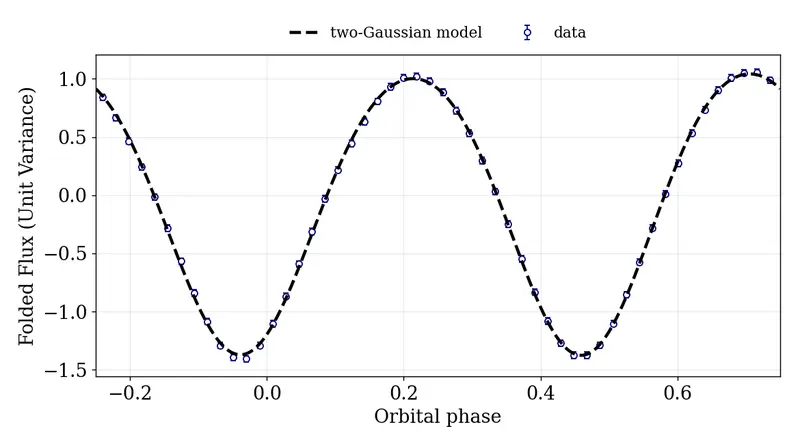 two-Gaussian model data
Folded Flux (Unit Variance)
1.0
0.5
0.0
−0.5
−1.0
−1.5
−0.2 0.0 0.2 0.4 0.6
Orbital phase